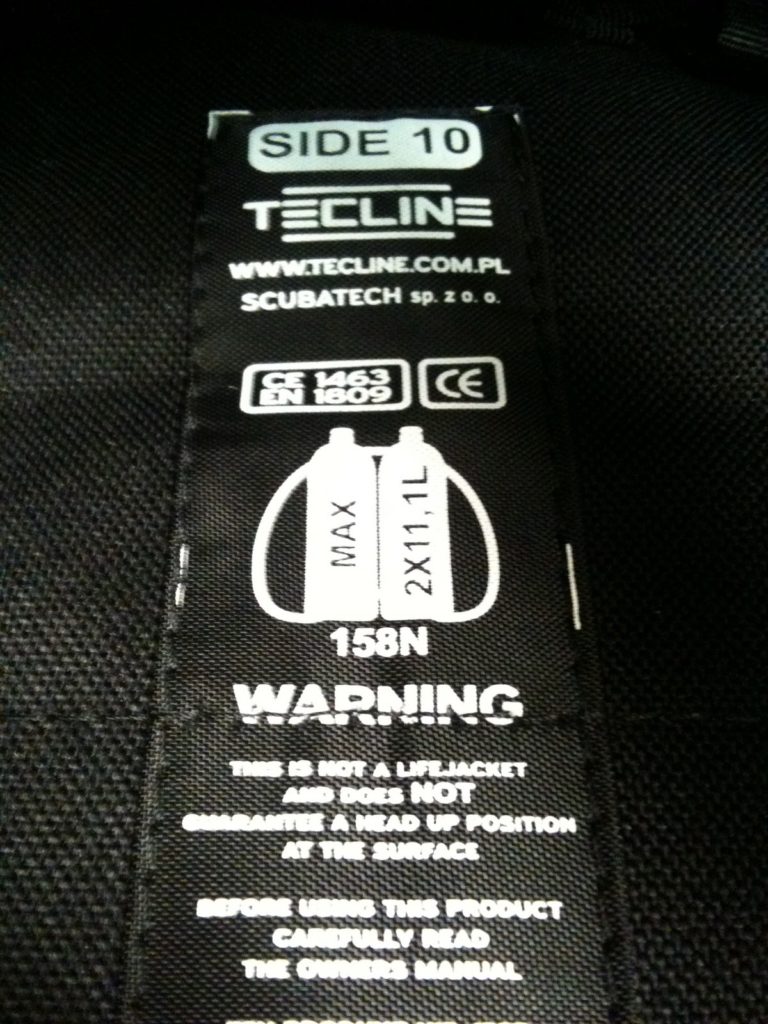 SIDE 10
TECLINE
WWW.TECLINE.COM.PL
SCUBATECH sp. z o. o.
CE 1463
EN 1809
CE
MAX
2X11,1L
158N
WARNING
THIS IS NOT A LIFEJACKET
AND DOES NOT
GUARANTEE A HEAD UP POSITION
AT THE SURFACE
BEFORE USING THIS PRODUCT
CAREFULLY READ
THE OWNERS MANUAL